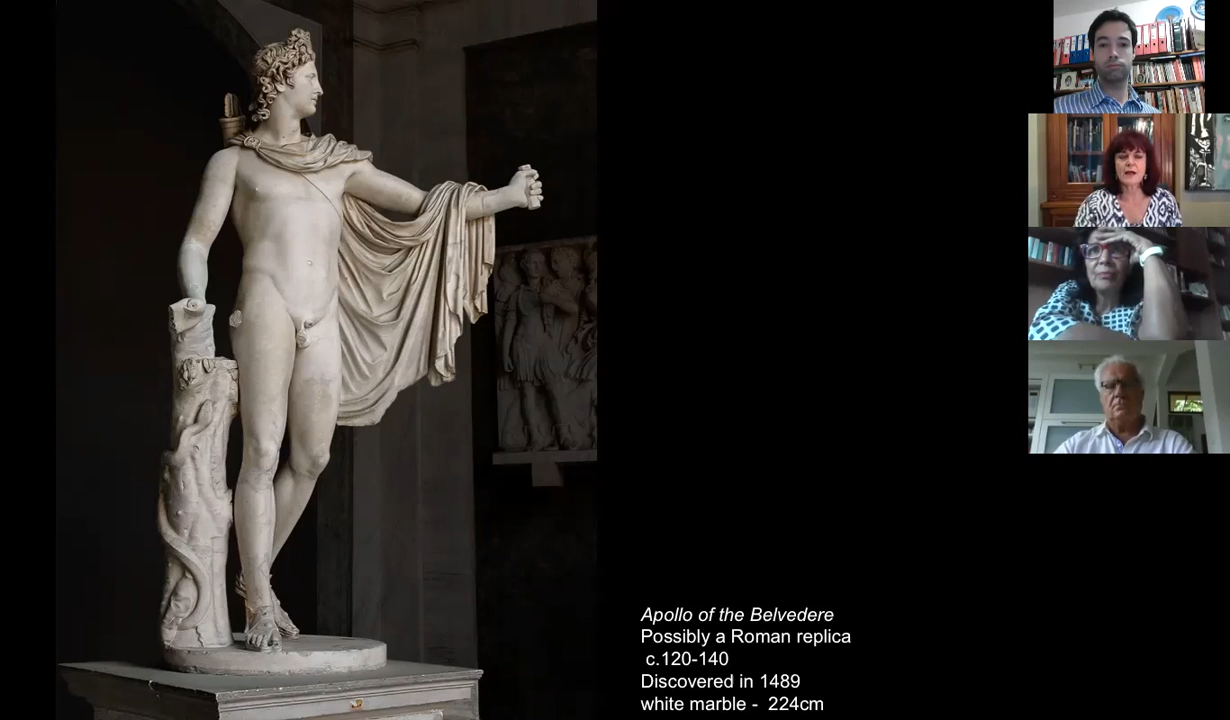 Apollo of the Belvedere
Possibly a Roman replica
c.120-140
Discovered in 1489
white marble - 224cm